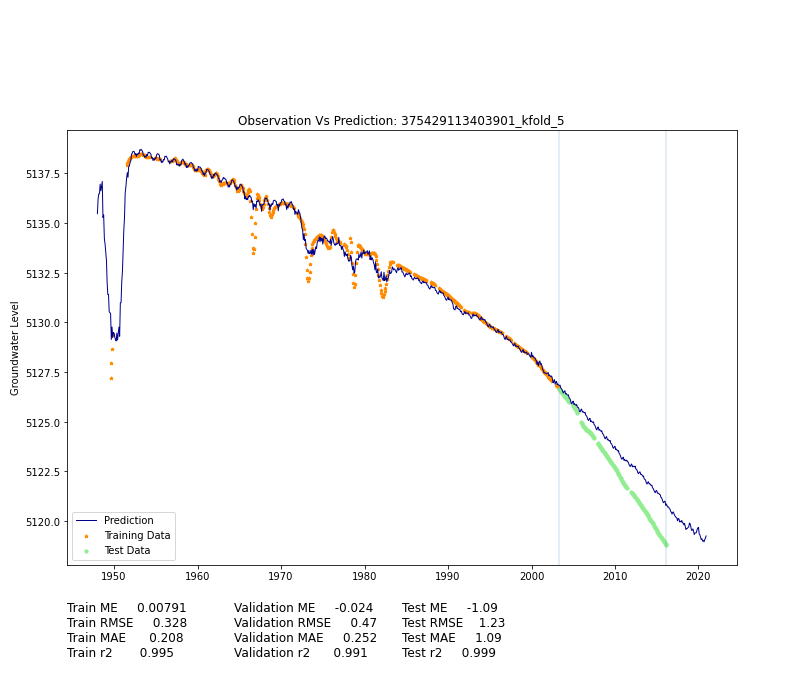 Observation Vs Prediction: 375429113403901_kfold_5
Groundwater Level
5137.5
5135.0
5132.5
5130.0
5127.5
5125.0
5122.5
5120.0
Prediction
Training Data
Test Data
1950 1960 1970 1980 1990 2000 2010 2020
Train ME 0.00791 Validation ME -0.024 Test ME -1.09
Train RMSE 0.328 Validation RMSE 0.47 Test RMSE 1.23
Train MAE 0.208 Validation MAE 0.252 Test MAE 1.09
Train r2 0.995 Validation r2 0.991 Test r2 0.999